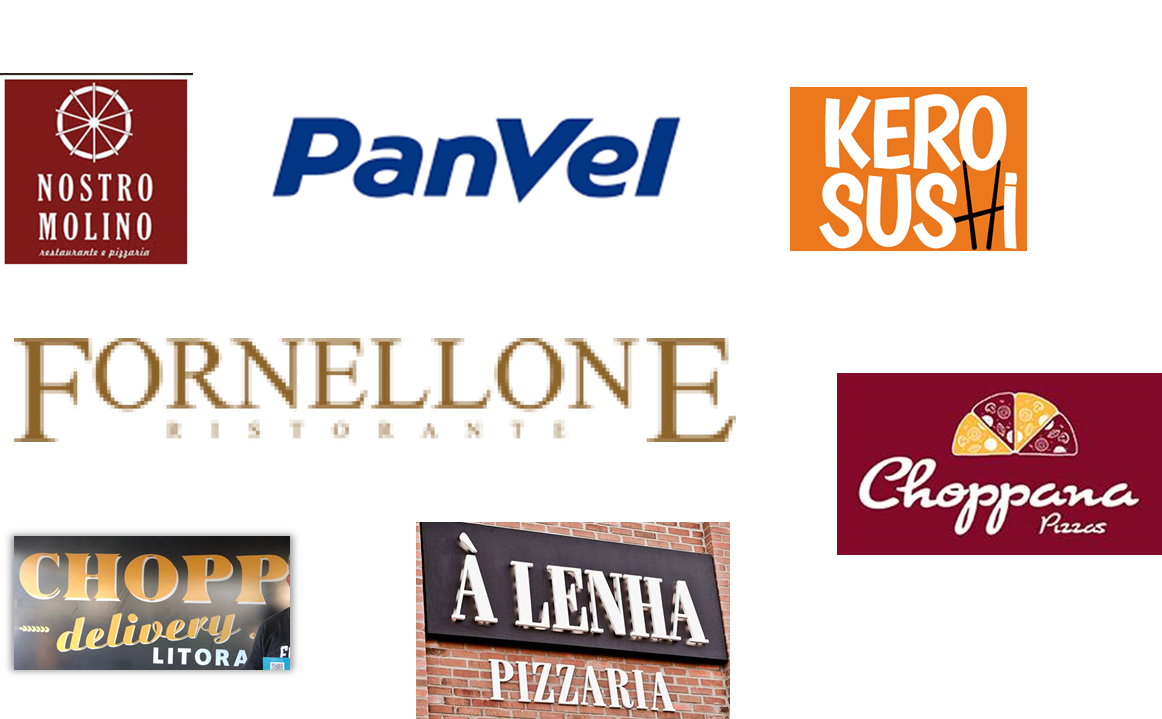 NOSTRO
MOLINO
restaurante e pizzaria
PanVel
KERO
SUSHi
FORNELLONE
RISTORANTE
Choppana
Pizzas
CHOPP
delivery
LITORA
À LENHA
PIZZARIA